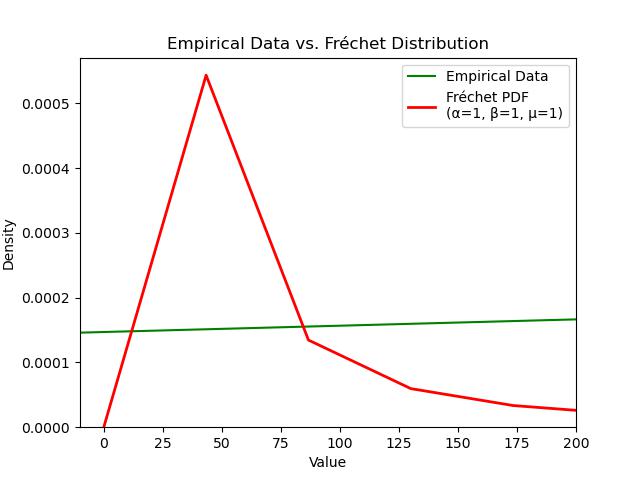 Empirical Data vs. Fréchet Distribution
Empirical Data
Fréchet PDF
(α=1, β=1, μ=1)
Density
0.0005
0.0004
0.0003
0.0002
0.0001
0.0000
0 25 50 75 100 125 150 175 200
Value